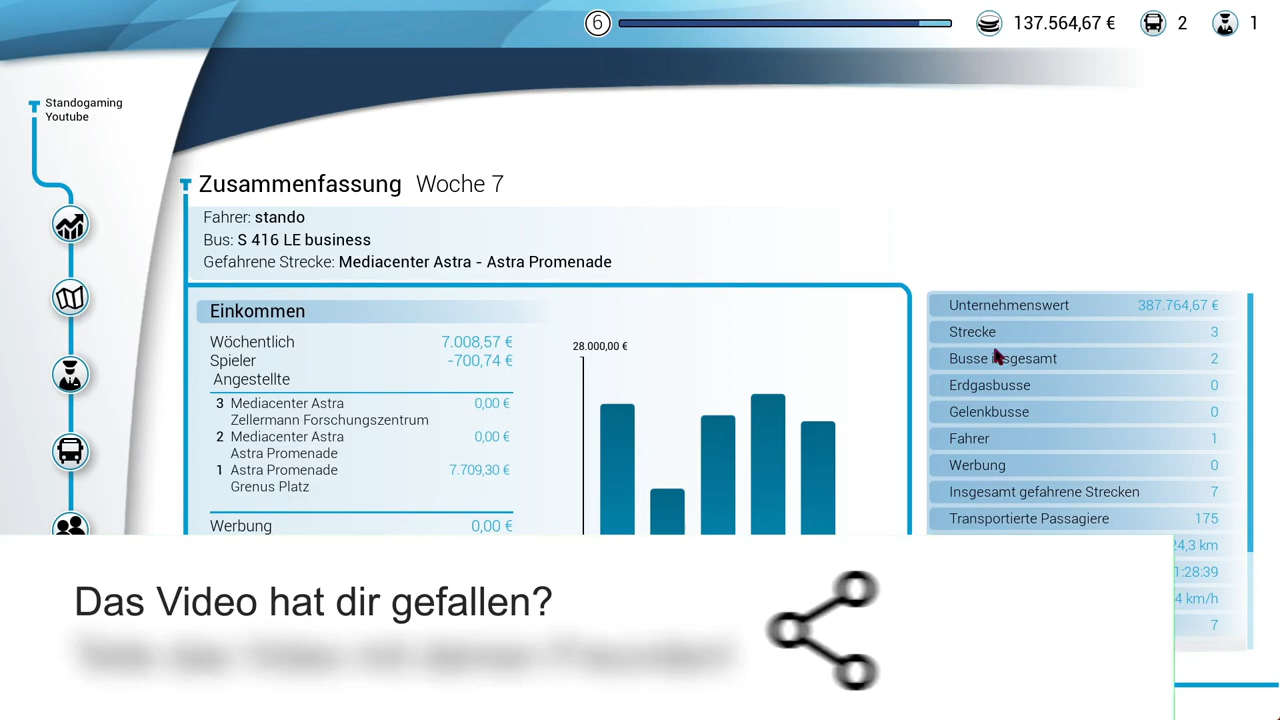 6
137.564,67 €
2
1
Standogaming
Youtube
Zusammenfassung Woche 7
Fahrer: stando
Bus: S 416 LE business
Gefahrene Strecke: Mediacenter Astra - Astra Promenade
Einkommen
Wöchentlich 7.008,57 €
Spieler -700,74 €
Angestellte
3 Mediacenter Astra 0,00 €
Zellermann Forschungszentrum
2 Mediacenter Astra 0,00 €
Astra Promenade
1 Astra Promenade 7.709,30 €
Grenus Platz
Werbung 0,00 €
28.000,00 €
Unternehmenswert 387.764,67 €
Strecke 3
Busse insgesamt 2
Erdgasbusse 0
Gelenkbusse 0
Fahrer 1
Werbung 0
Insgesamt gefahrene Strecken 7
Transportierte Passagiere 175
24,3 km
1:28:39
4 km/h
7
Das Video hat dir gefallen?